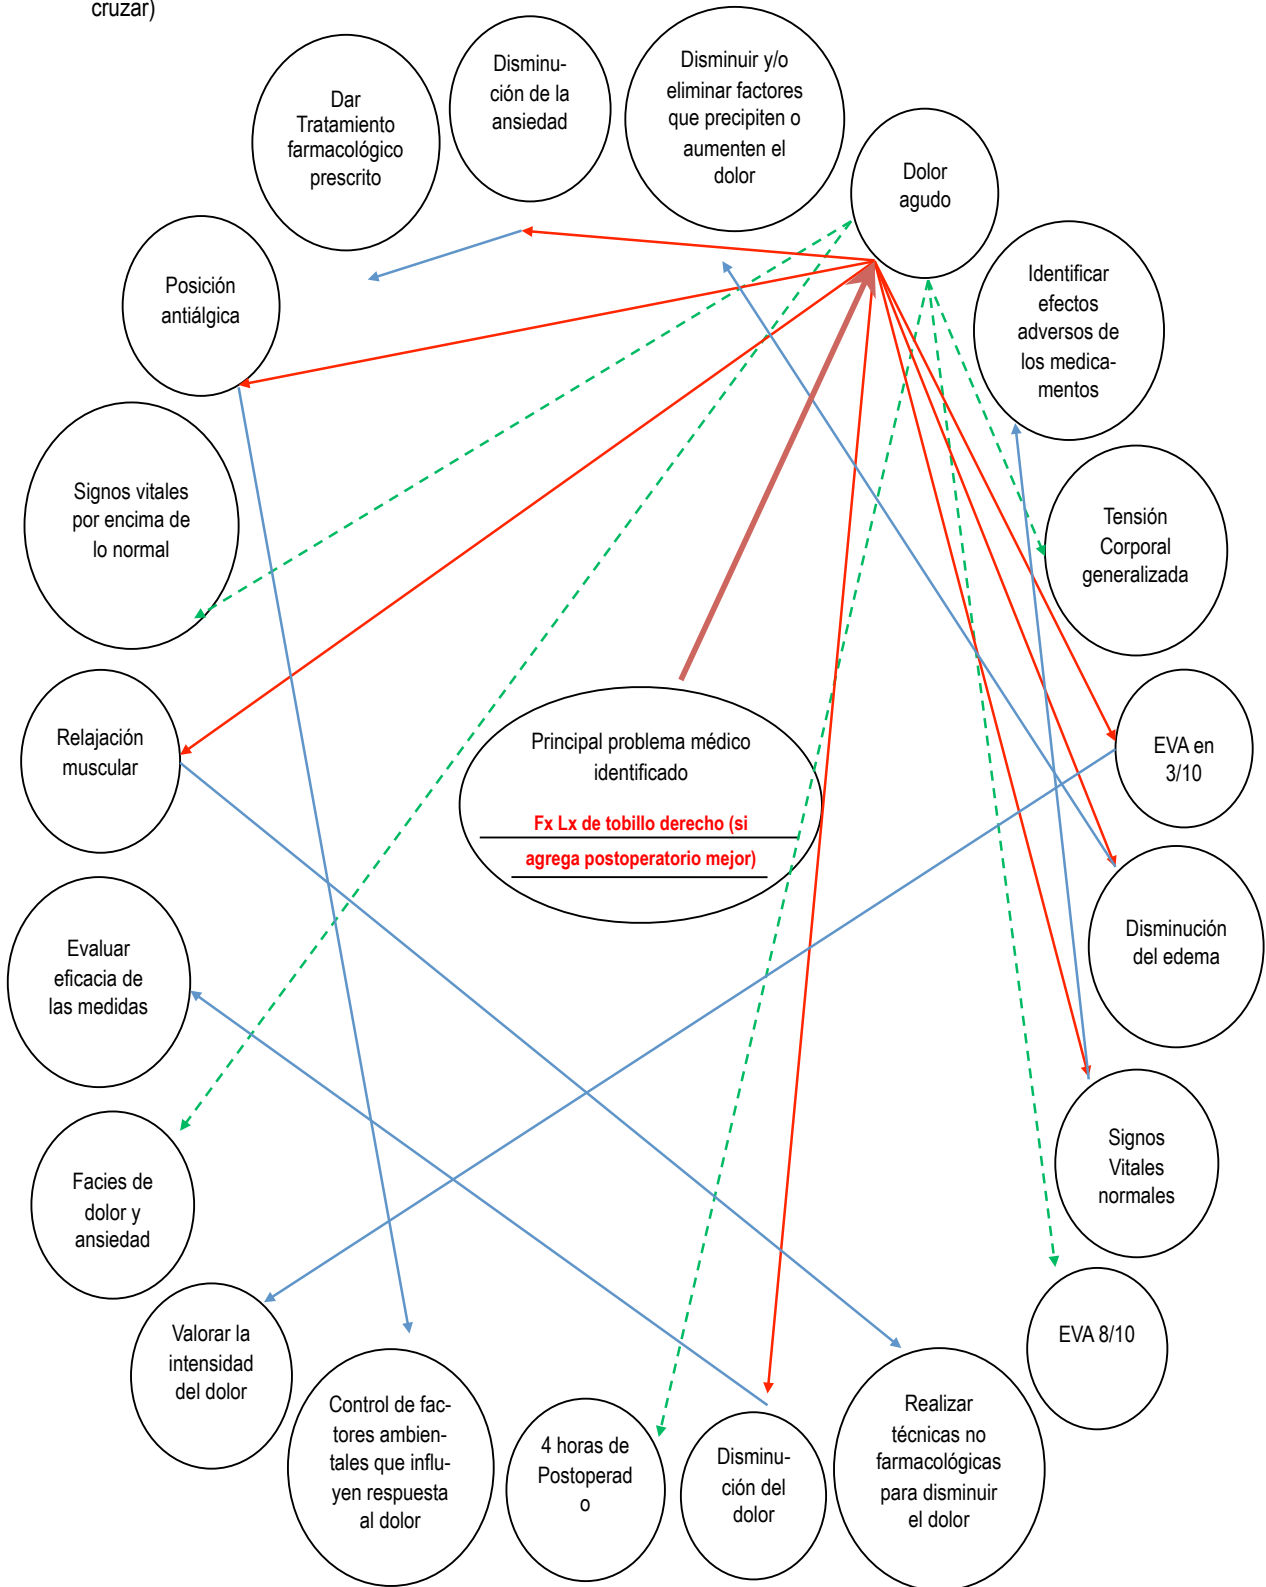 cruzar)
Disminu-
ción de la
ansiedad
Disminuir y/o
eliminar factores
que precipiten o
aumenten el
dolor
Dar
Tratamiento
farmacológico
prescrito
Dolor
agudo
Posición
antiálgica
Identificar
efectos
adversos de
los medica-
mentos
Signos vitales
por encima de
lo normal
Tensión
Corporal
generalizada
Relajación
muscular
Principal problema médico
identificado
Fx Lx de tobillo derecho (si
agrega postoperatorio mejor)
EVA en
3/10
Evaluar
eficacia de
las medidas
Disminución
del edema
Facies de
dolor y
ansiedad
Signos
Vitales
normales
Valorar la
intensidad
del dolor
EVA 8/10
Control de fac-
tores ambien-
tales que influ-
yen respuesta
al dolor
4 horas de
Postoperad
o
Disminu-
ción del
dolor
Realizar
técnicas no
farmacológicas
para disminuir
el dolor